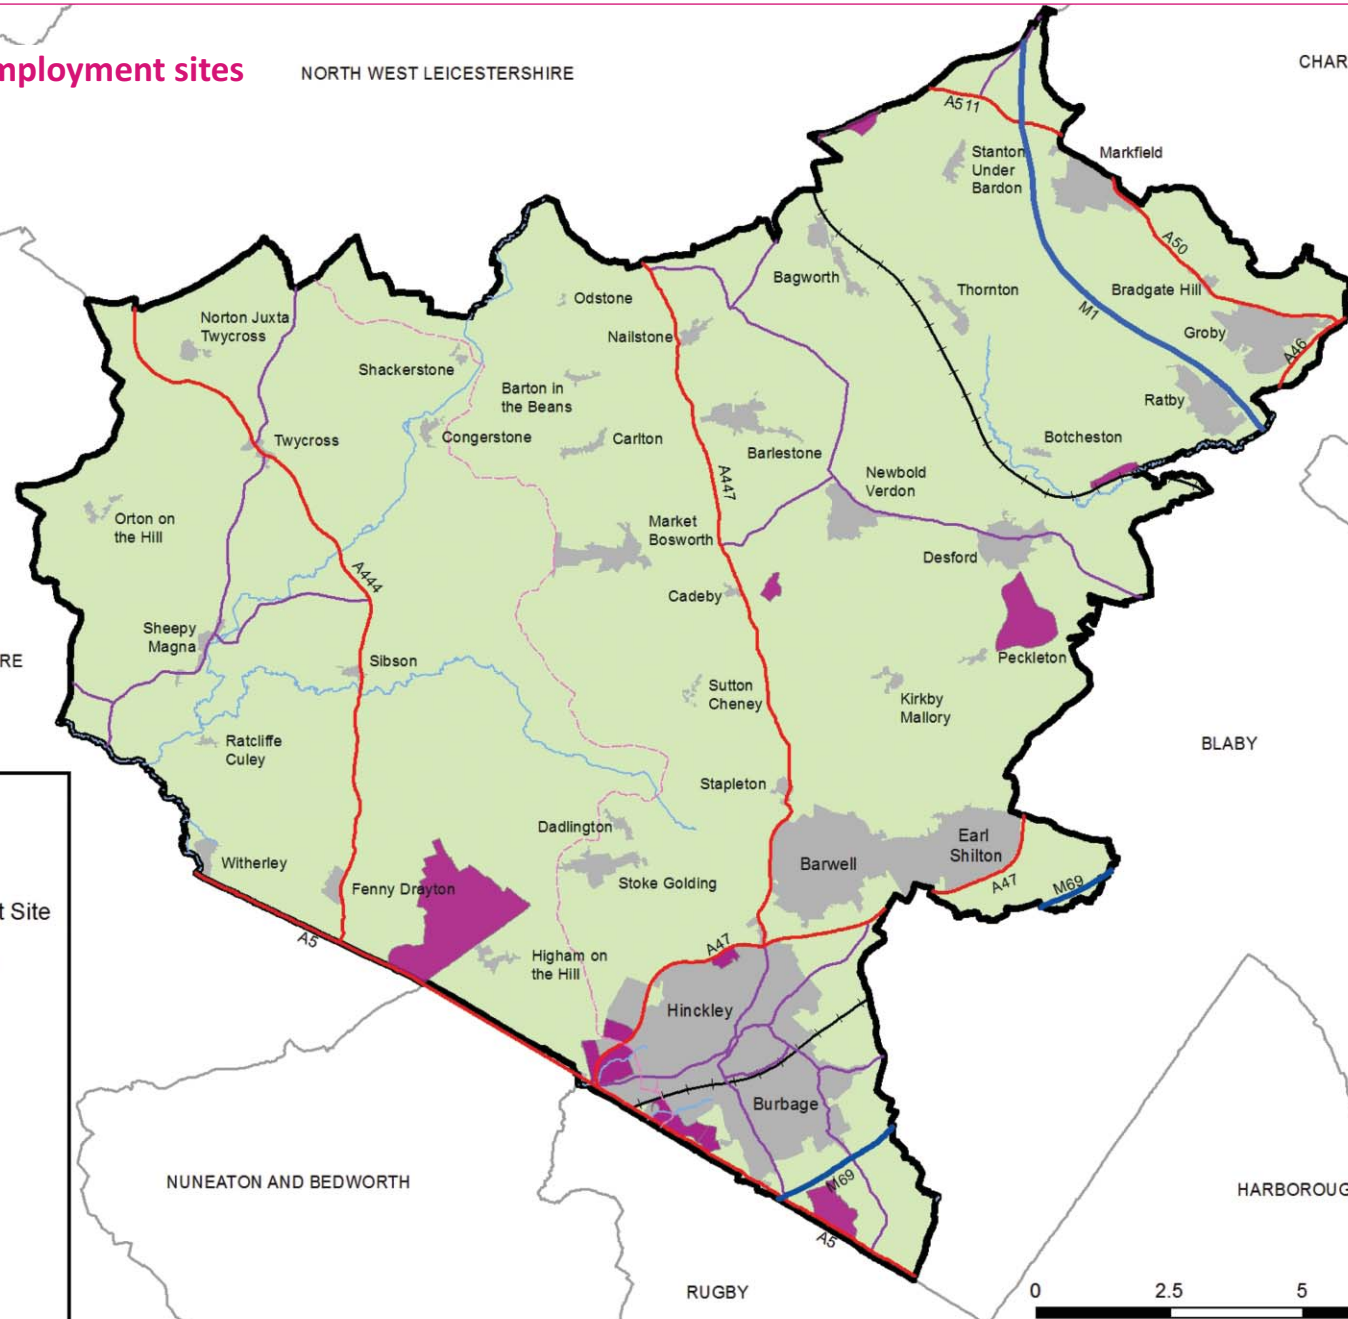 mployment sites
NORTH WEST LEICESTERSHIRE
CHAR
A511
Stanton
Under
Bardon
Markfield
A50
Bagworth
Thornton
Bradgate Hill
M1
Groby
A46
Odstone
Norton Juxta
Twycross
Nailstone
Shackerstone
Barton in
the Beans
Ratby
Twycross
Congerstone
Carlton
Barlestone
Botcheston
A447
Newbold
Verdon
Orton on
the Hill
Market
Bosworth
Desford
A444
Cadeby
Sheepy
Magna
RE
Sibson
Peckleton
Sutton
Cheney
Kirkby
Mallory
Ratcliffe
Culey
BLABY
Stapleton
Dadlington
Earl
Shilton
Witherley
Barwell
Fenny Drayton
Stoke Golding
A47
M69
t Site
A5
A47
Higham on
the Hill
Hinckley
Burbage
NUNEATON AND BEDWORTH
M69
HARBOROUG
A5
RUGBY
0 2.5 5